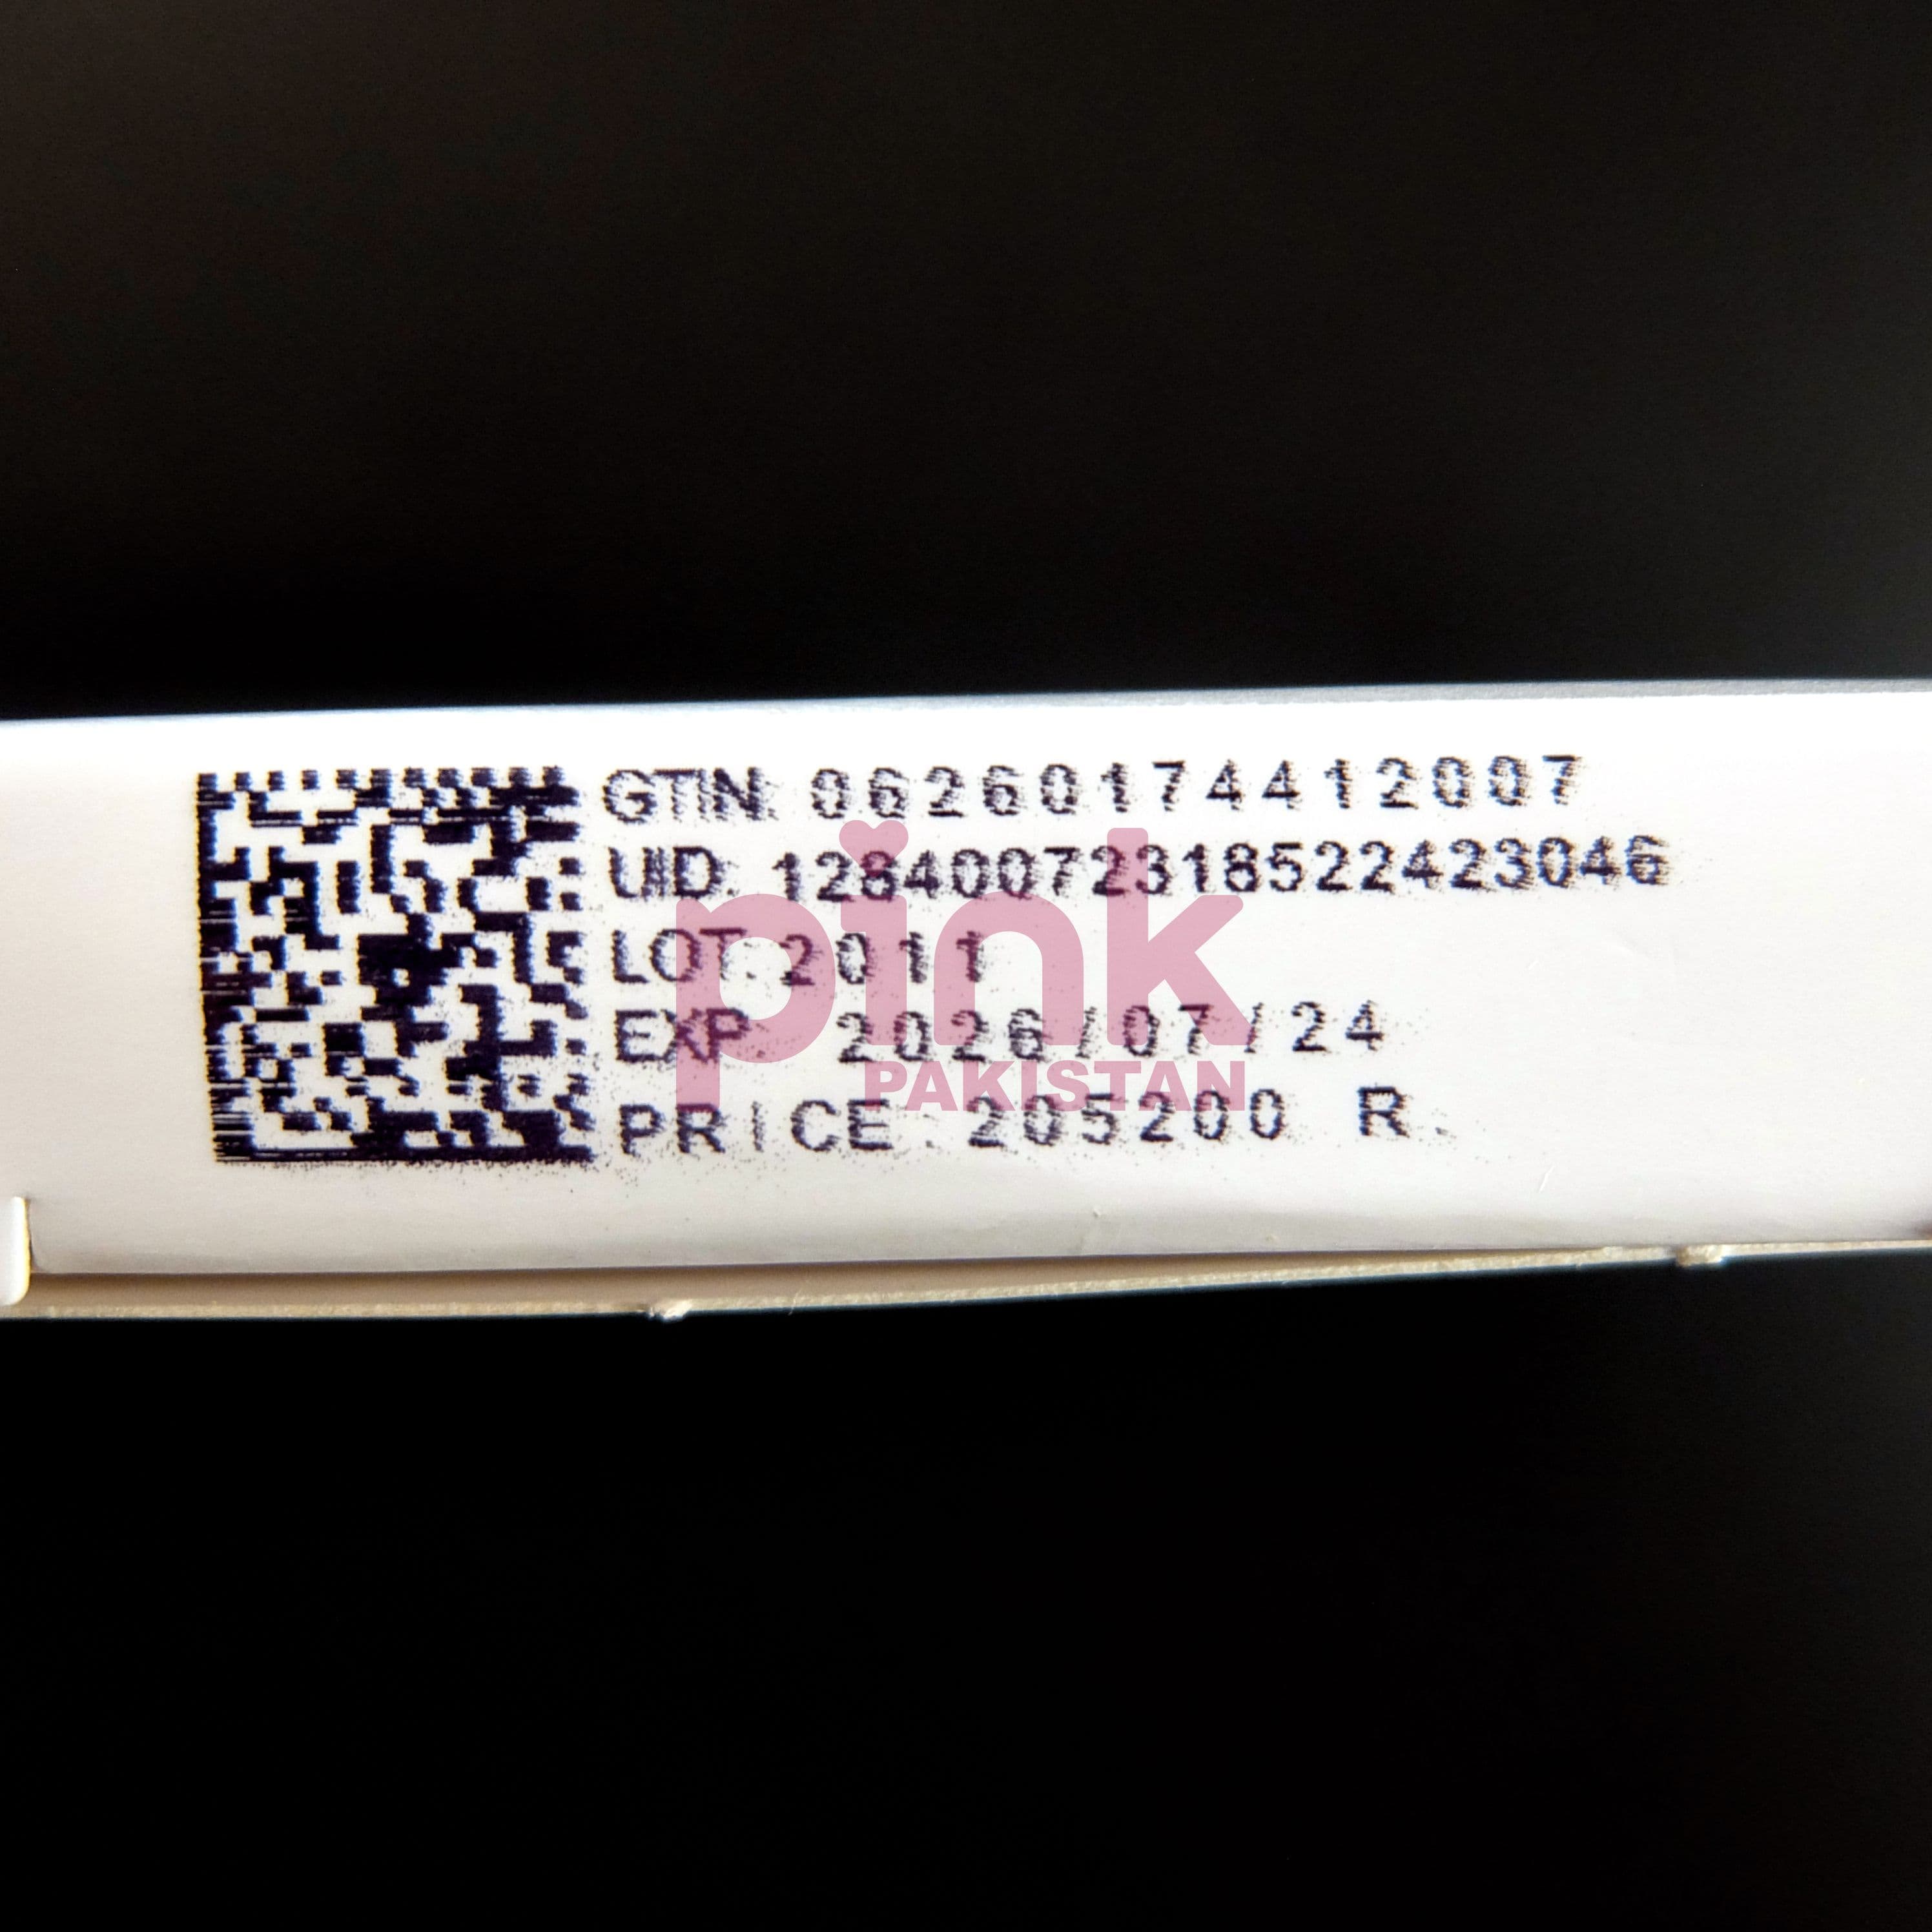 GTIN: 06260174412007
UID: 12840072318522423046
LOT: 2011
EXP: 2026/07/24
PRICE: 205200 R.
pink
PAKISTAN